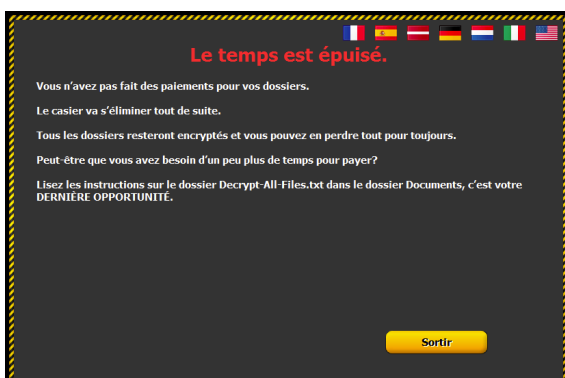 Le temps est épuisé.
Vous n'avez pas fait des paiements pour vos dossiers.
Le casier va s'éliminer tout de suite.
Tous les dossiers resteront encryptés et vous pouvez en perdre tout pour toujours.
Peut-être que vous avez besoin d'un peu plus de temps pour payer?
Lisez les instructions sur le dossier Decrypt-All-Files.txt dans le dossier Documents, c'est votre
DERNIÈRE OPPORTUNITÉ.
Sortir